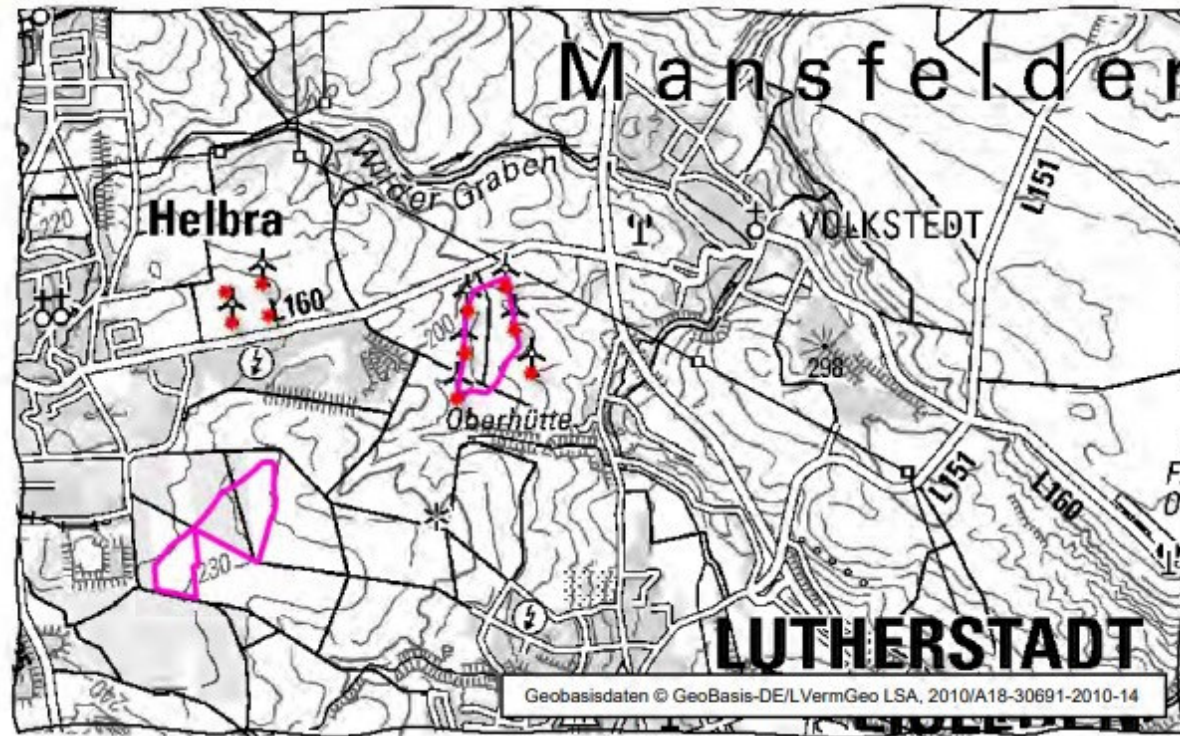 Mansfelder
L151
Wilder Graben
220
Helbra
VOLKSTEDT
L160
200
298
Oberhütte
L151
L160
230
240
LUTHERSTADT
Geobasisdaten © GeoBasis-DE/LVermGeo LSA, 2010/A18-30691-2010-14